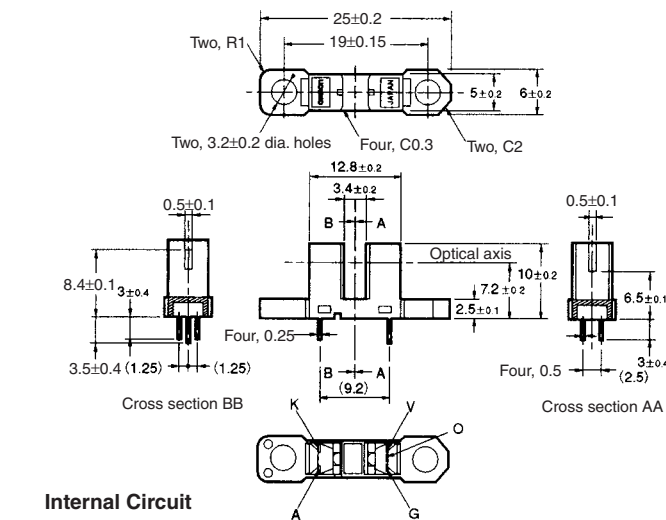 25±0.2
Two, R1
19±0.15
OMRON
JAPAN
5±0.2
6±0.2
Two, 3.2±0.2 dia. holes
Four, C0.3
Two, C2
12.8±0.2
3.4±0.2
0.5±0.1
B A
0.5±0.1
Optical axis
8.4±0.1
3±0.4
7.2±0.2
10±0.2
2.5±0.1
6.5±0.1
Four, 0.25
3.5±0.4
(1.25)
(1.25)
B A
(9.2)
Four, 0.5
3±0.4
(2.5)
Cross section BB
Cross section AA
K
V
O
A
G
Internal Circuit